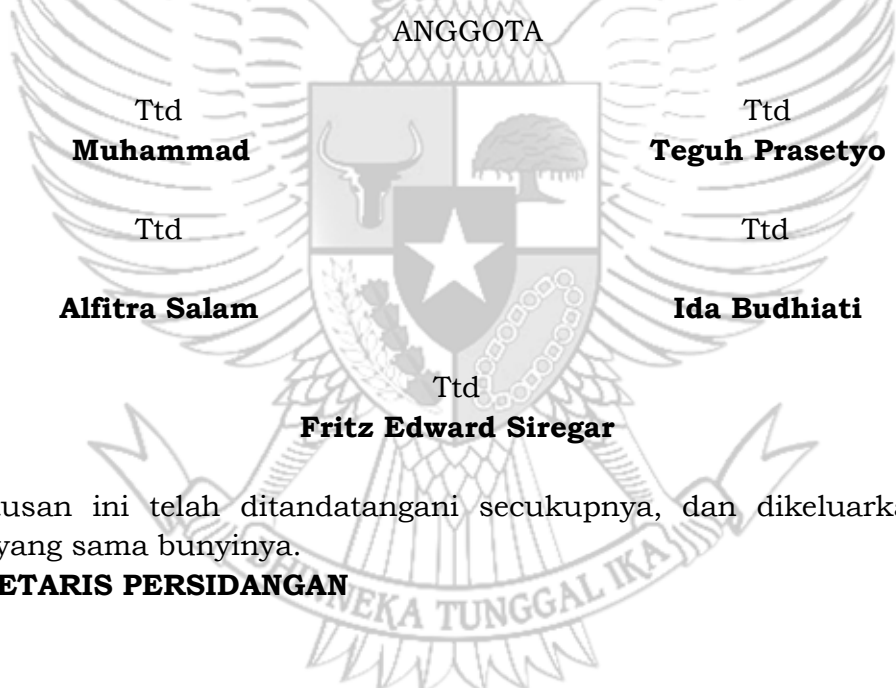 ANGGOTA
Ttd Ttd
Muhammad Teguh Prasetyo
Ttd Ttd
Alfitra Salam Ida Budhiati
Ttd
Fritz Edward Siregar
usan ini telah ditandatangani secukupnya, dan dikeluarka
yang sama bunyinya.
ETARIS PERSIDANGAN
HINEKA TUNGGAL IKA